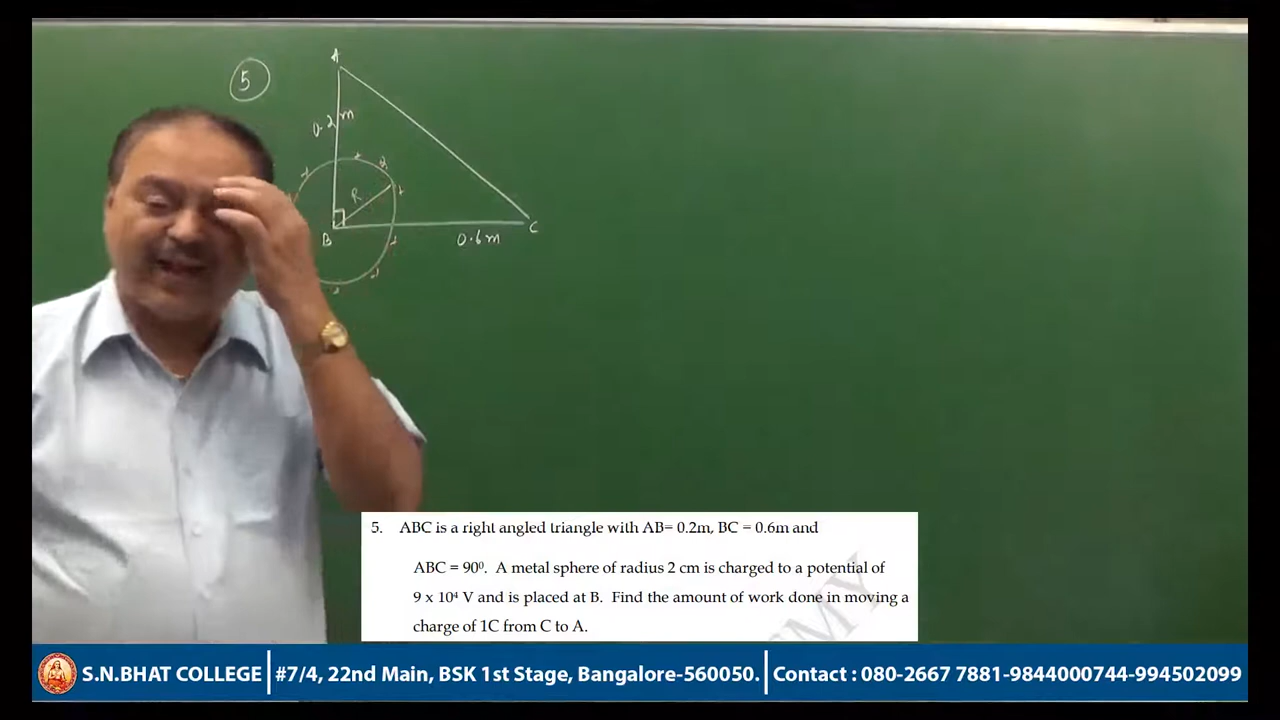 5
A
0.2 m
R
B
0.6 m
C
5. ABC is a right angled triangle with AB= 0.2m, BC = 0.6m and
ABC = 90⁰. A metal sphere of radius 2 cm is charged to a potential of
9 x 10⁴ V and is placed at B. Find the amount of work done in moving a
charge of 1C from C to A.
S.N.BHAT COLLEGE #7/4, 22nd Main, BSK 1st Stage, Bangalore-560050. Contact : 080-2667 7881-9844000744-994502099